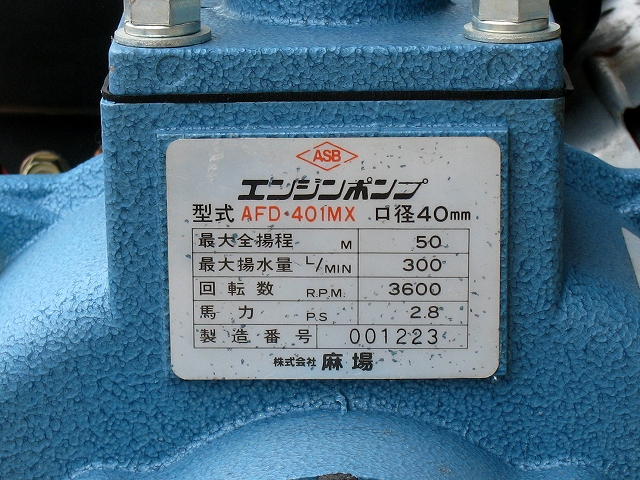 ASB
エンジンポンプ
型式 AFD-401MX 口径40mm
最大全揚程 M 50
最大揚水量 L/MIN 300
回転数 R.P.M. 3600
馬力 P.S 2.8
製造番号 001223
株式会社 麻場